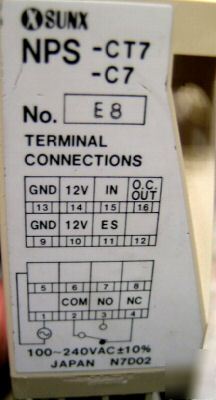 SUNX
NPS -CT7
-C7
No. E8
TERMINAL
CONNECTIONS
GND 12V IN O.C. OUT
13 14 15 16
GND 12V ES
9 10 11 12
5 6 7 8
COM NO NC
1 2 3 4
100~240VAC±10%
JAPAN N7D02